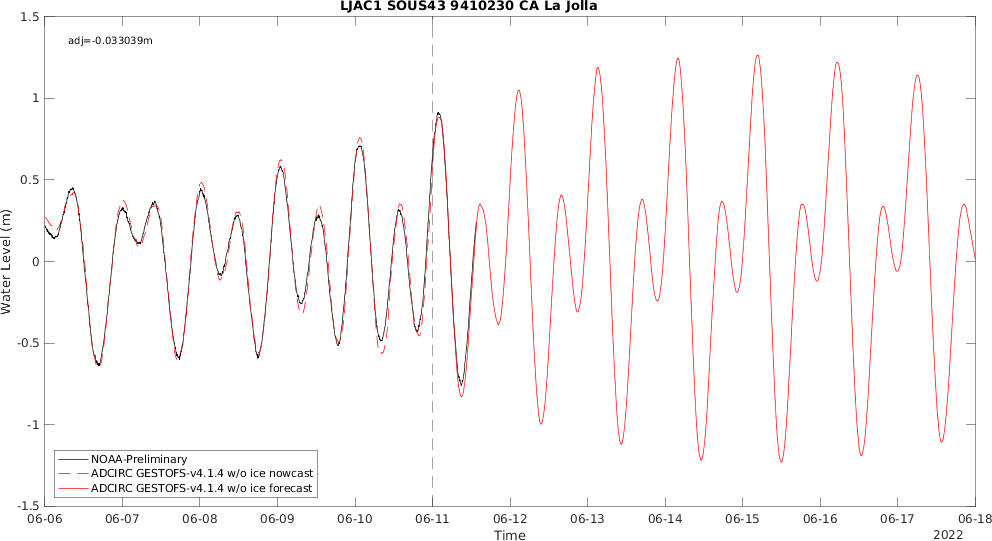 LJAC1 SOUS43 9410230 CA La Jolla
adj=-0.033039m
1.5
1
0.5
0
-0.5
-1
-1.5
Water Level (m)
NOAA-Preliminary
ADCIRC GESTOFS-v4.1.4 w/o ice nowcast
ADCIRC GESTOFS-v4.1.4 w/o ice forecast
06-06 06-07 06-08 06-09 06-10 06-11 06-12 06-13 06-14 06-15 06-16 06-17 06-18
Time
2022